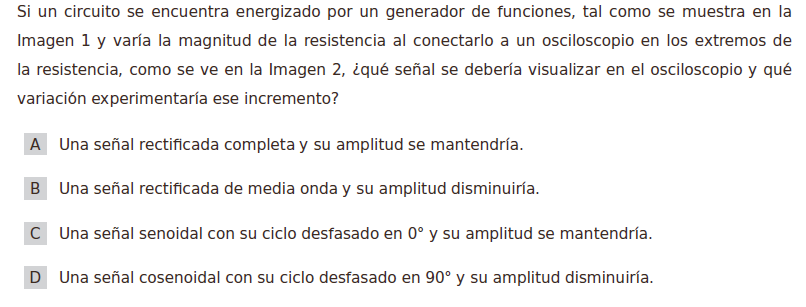 Si un circuito se encuentra energizado por un generador de funciones, tal como se muestra en la
Imagen 1 y varía la magnitud de la resistencia al conectarlo a un osciloscopio en los extremos de
la resistencia, como se ve en la Imagen 2, ¿qué señal se debería visualizar en el osciloscopio y qué
variación experimentaría ese incremento?
A Una señal rectificada completa y su amplitud se mantendría.
B Una señal rectificada de media onda y su amplitud disminuiría.
C Una señal senoidal con su ciclo desfasado en 0° y su amplitud se mantendría.
D Una señal cosenoidal con su ciclo desfasado en 90° y su amplitud disminuiría.